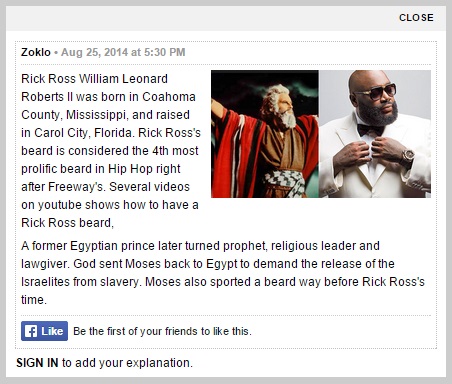 CLOSE
Zoklo • Aug 25, 2014 at 5:30 PM
Rick Ross William Leonard
Roberts II was born in Coahoma
County, Mississippi, and raised
in Carol City, Florida. Rick Ross's
beard is considered the 4th most
prolific beard in Hip Hop right
after Freeway's. Several videos
on youtube shows how to have a
Rick Ross beard,
A former Egyptian prince later turned prophet, religious leader and
lawgiver. God sent Moses back to Egypt to demand the release of the
Israelites from slavery. Moses also sported a beard way before Rick Ross's
time.
f Like Be the first of your friends to like this.
SIGN IN to add your explanation.